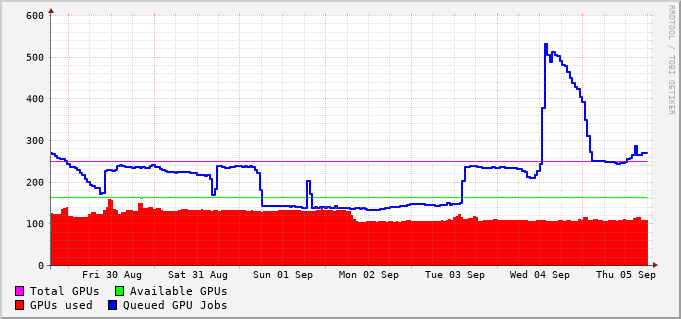 600
500
400
300
200
100
0
Fri 30 Aug Sat 31 Aug Sun 01 Sep Mon 02 Sep Tue 03 Sep Wed 04 Sep Thu 05 Sep
Total GPUs Available GPUs
GPUs used Queued GPU Jobs
RRDTOOL / TOBI OETIKER